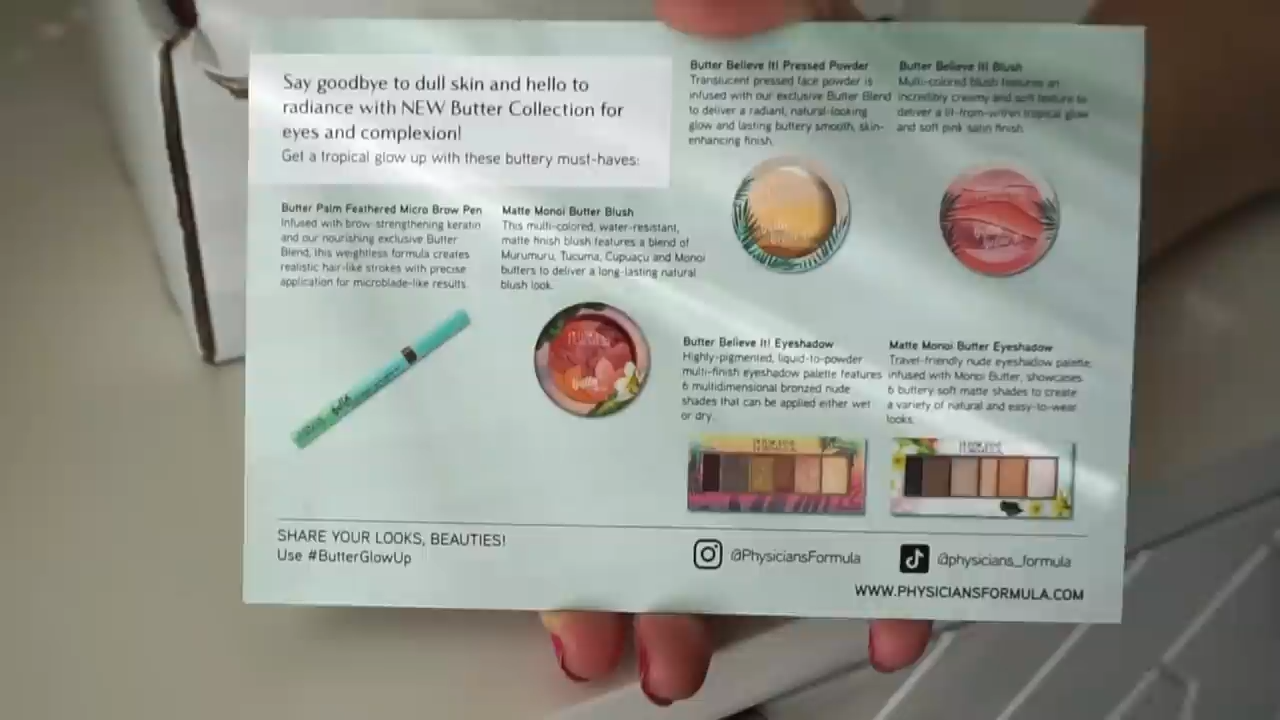 Say goodbye to dull skin and hello to
radiance with NEW Butter Collection for
eyes and complexion!
Get a tropical glow up with these buttery must-haves:
Butter Palm Feathered Micro Brow Pen
Infused with brow-strengthening keratin
and our nourishing exclusive Butter
Blend, this weightless formula creates
realistic hair-like strokes with precise
application for microblade-like results.
Matte Monoi Butter Blush
This multi-colored, water-resistant,
matte finish blush features a blend of
Murumuru, Tucuma, Cupuaçu and Monoi
butters to deliver a long-lasting natural
blush look.
Butter Believe It! Pressed Powder
Translucent pressed face powder is
infused with our exclusive Butter Blend
to deliver a radiant, natural-looking
glow and lasting buttery smooth, skin-
enhancing finish.
Butter Believe It! Blush
Multi-colored blush features an
incredibly creamy and soft texture to
deliver a lit-from-within tropical glow
and soft pink satin finish.
Butter Believe It! Eyeshadow
Highly-pigmented, liquid-to-powder
multi-finish eyeshadow palette features
6 multidimensional bronzed nude
shades that can be applied either wet
or dry.
Matte Monoi Butter Eyeshadow
Travel-friendly nude eyeshadow palette,
infused with Monoi Butter, showcases
6 buttery soft matte shades to create
a variety of natural and easy-to-wear
looks.
SHARE YOUR LOOKS, BEAUTIES!
Use #ButterGlowUp
@PhysiciansFormula
@physicians_formula
WWW.PHYSICIANSFORMULA.COM